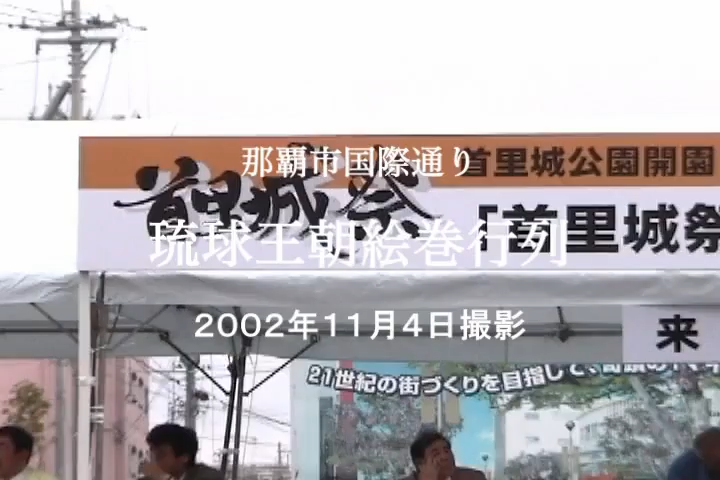 那覇市国際通り
首里城公園開園
首里城祭
「首里城祭
琉球王朝絵巻行列
2002年11月4日撮影
来
21世紀の街づくりを目指して、